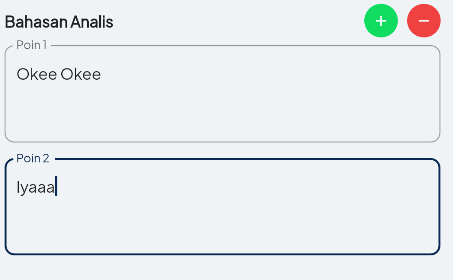 Bahasan Analis
Poin 1
Okee Okee
Poin 2
Iyaaa